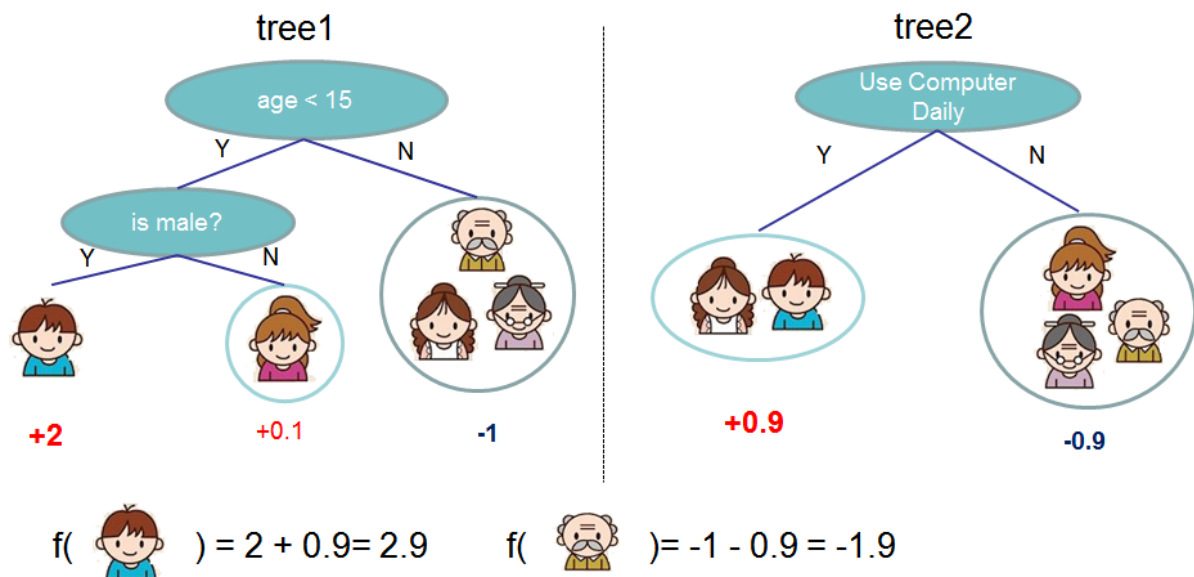 tree1
age < 15
Y
N
is male?
Y
N
+2
+0.1
-1
tree2
Use Computer
Daily
Y
N
+0.9
-0.9
f( ) = 2 + 0.9= 2.9
f( )= -1 - 0.9 = -1.9